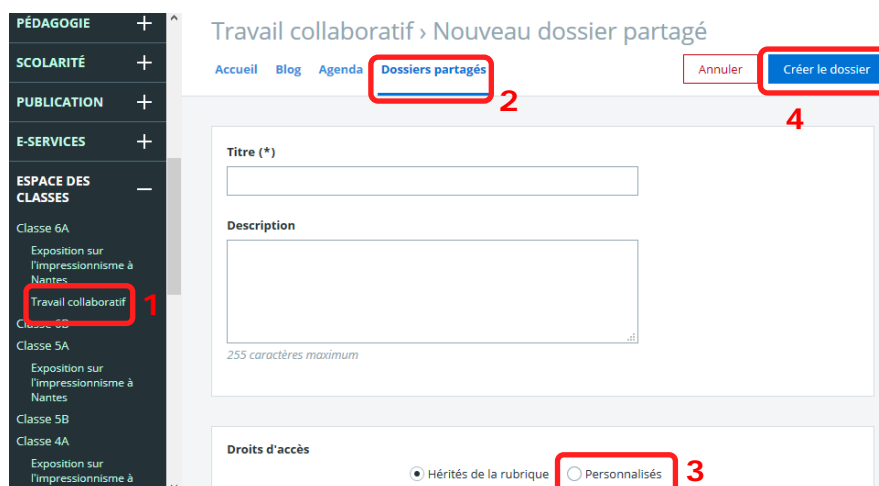 PÉDAGOGIE
SCOLARITÉ
PUBLICATION
E-SERVICES
ESPACE DES
CLASSES
Classe 6A
Exposition sur
l'impressionnisme à
Nantes
Travail collaboratif
1
Classe 6B
Classe 5A
Exposition sur
l'impressionnisme à
Nantes
Classe 5B
Classe 4A
Exposition sur
l'impressionnisme à
Travail collaboratif › Nouveau dossier partagé
Accueil Blog Agenda Dossiers partagés
2
Annuler Créer le dossier
4
Titre (*)
Description
255 caractères maximum
Droits d'accès
Hérités de la rubrique Personnalisés 3